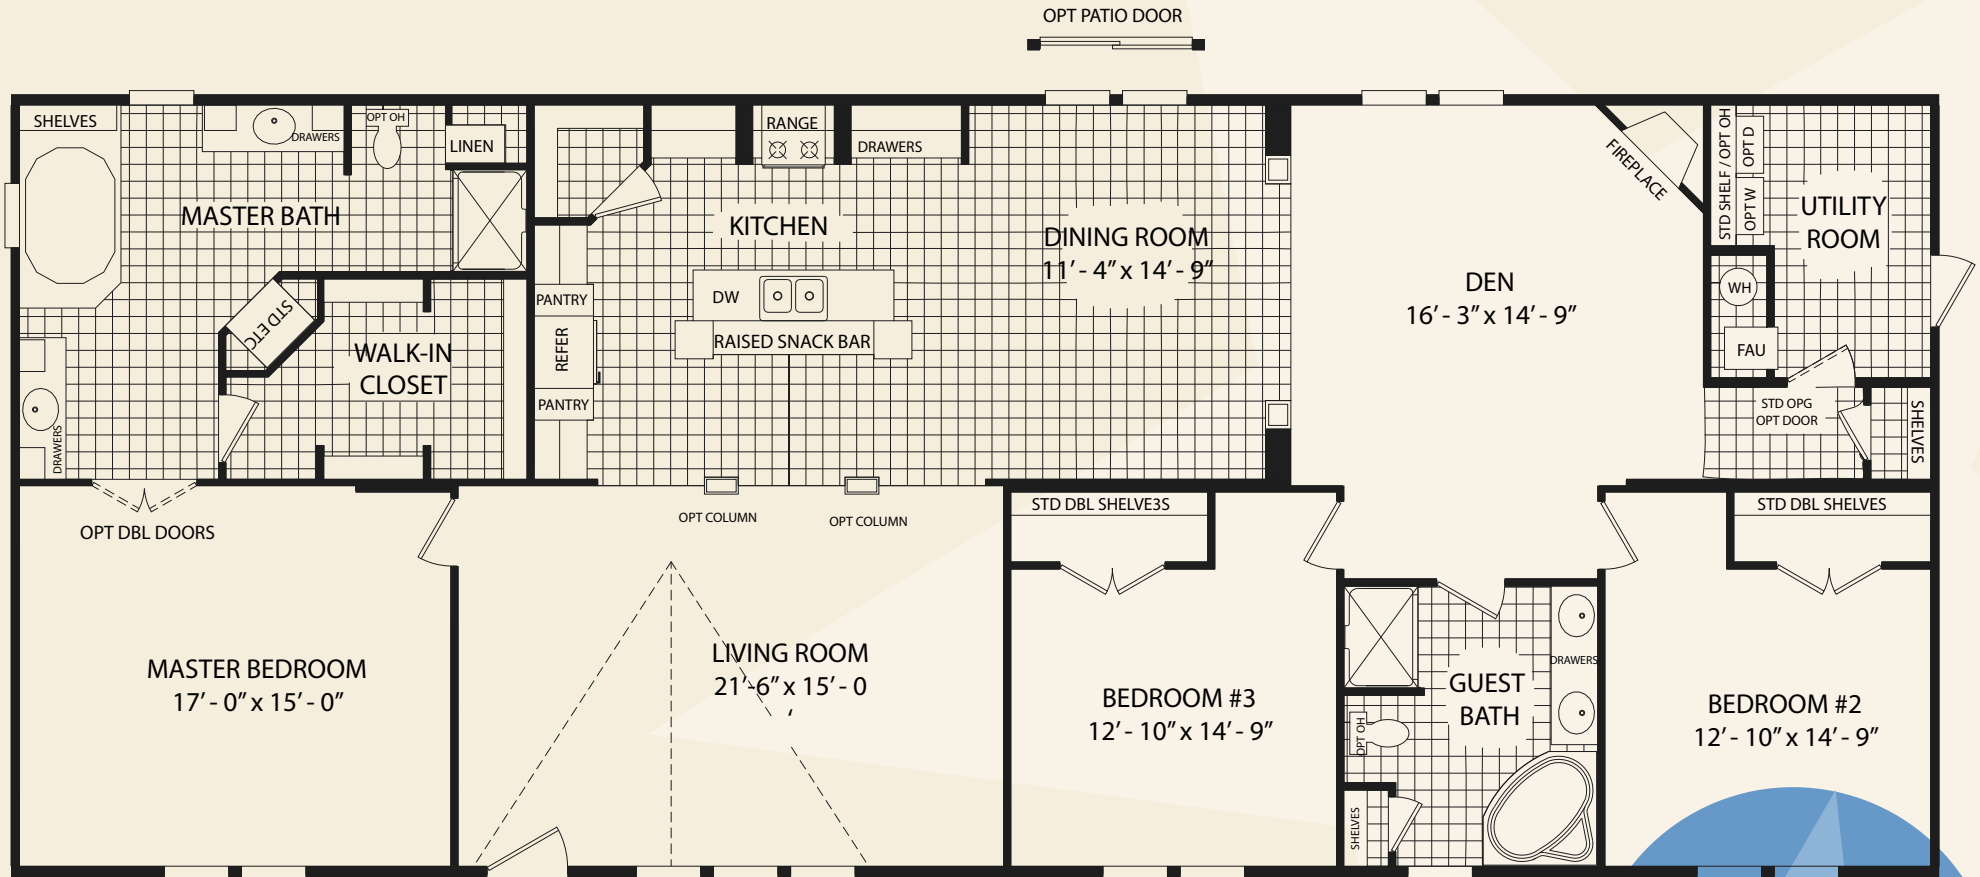 OPT PATIO DOOR
SHELVES
DRAWERS
OPT OH
LINEN
MASTER BATH
STD ETC
WALK-IN
CLOSET
DRAWERS
OPT DBL DOORS
RANGE
DRAWERS
KITCHEN
DW
RAISED SNACK BAR
PANTRY
REFER
PANTRY
DINING ROOM
11' - 4" x 14' - 9"
OPT COLUMN
OPT COLUMN
DEN
16' - 3" x 14' - 9"
FIREPLACE
STD SHELF / OPT OH
OPT D
OPT W
UTILITY
ROOM
WH
FAU
STD OPG
OPT DOOR
SHELVES
MASTER BEDROOM
17' - 0" x 15' - 0"
LIVING ROOM
21'-6" x 15' - 0
'
STD DBL SHELVE3S
BEDROOM #3
12' - 10" x 14' - 9"
DRAWERS
GUEST
BATH
OPT OH
SHELVES
STD DBL SHELVES
BEDROOM #2
12' - 10" x 14' - 9"